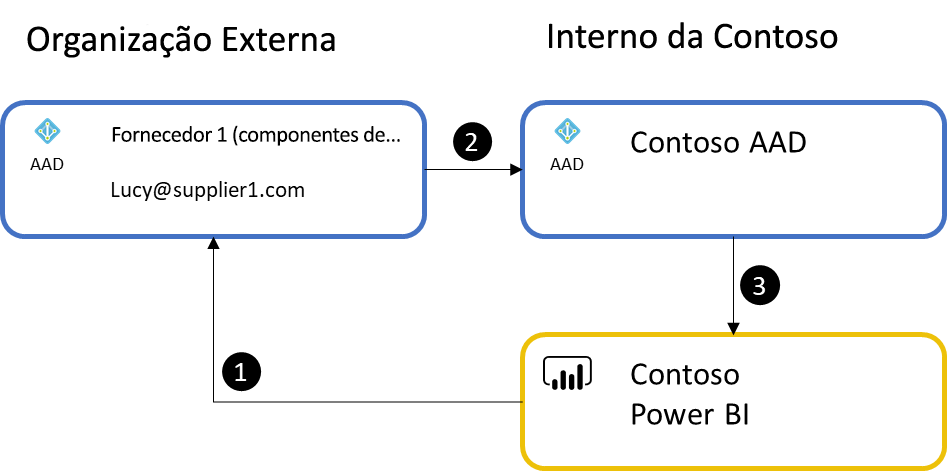 Organização Externa
Interno da Contoso
AAD
Fornecedor 1 (componentes de...
Lucy@supplier1.com
2
AAD
Contoso AAD
3
1
Contoso
Power BI